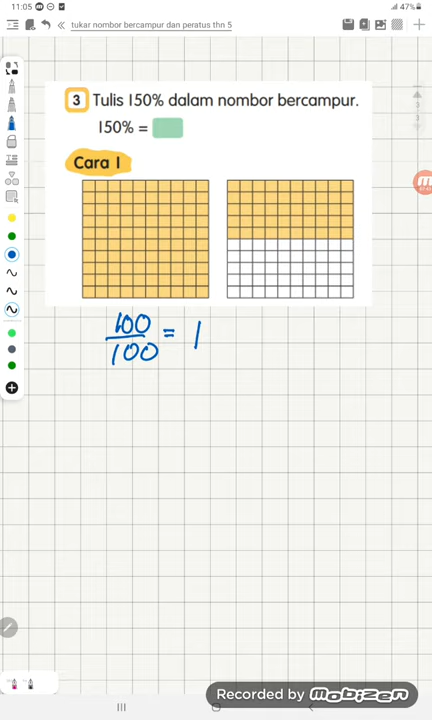 11:05
47%
tukar nombor bercampur dan peratus thn 5
3 Tulis 150% dalam nombor bercampur.
150% =
Cara 1
100/100 = 1
Recorded by Mobizen